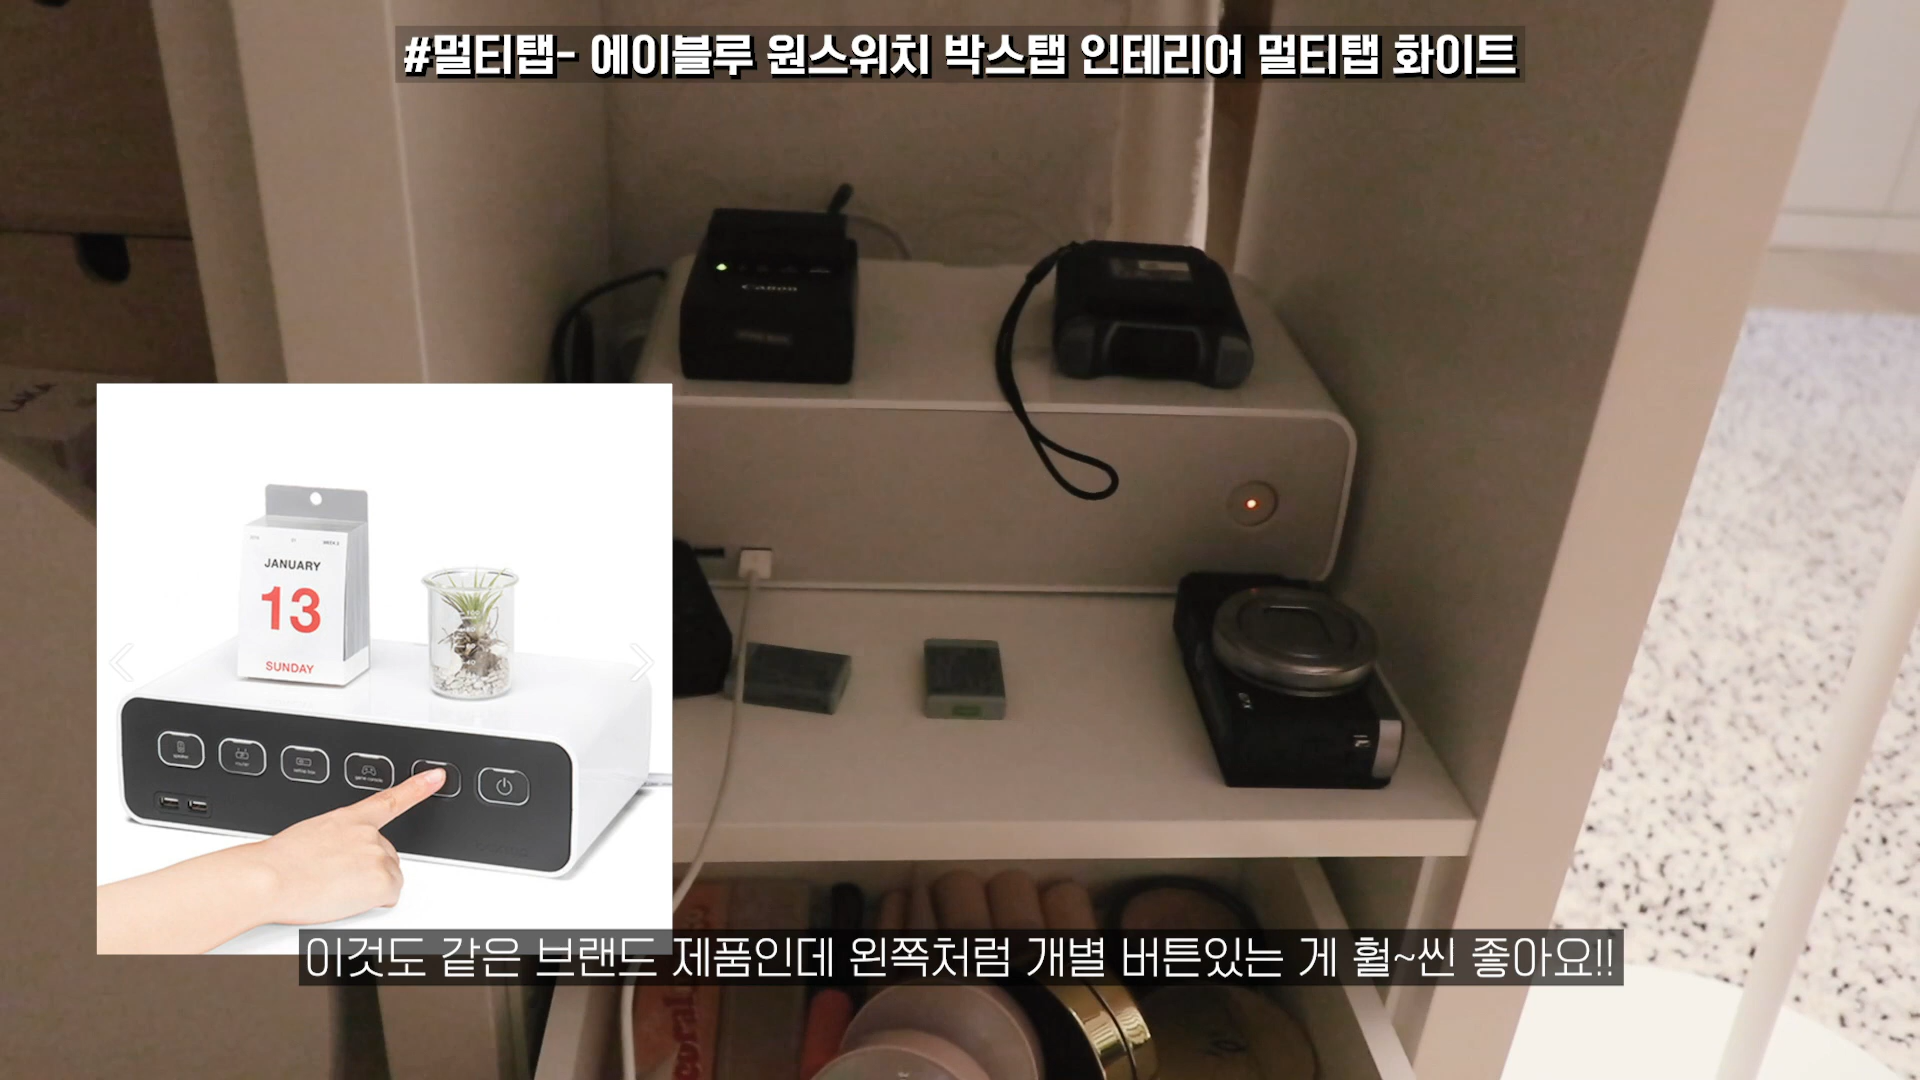 #멀티탭- 에이블루 원스위치 박스탭 인테리어 멀티탭 화이트
Canon
JANUARY
13
SUNDAY
이것도 같은 브랜드 제품인데 왼쪽처럼 개별 버튼있는 게 훨~씬 좋아요!!